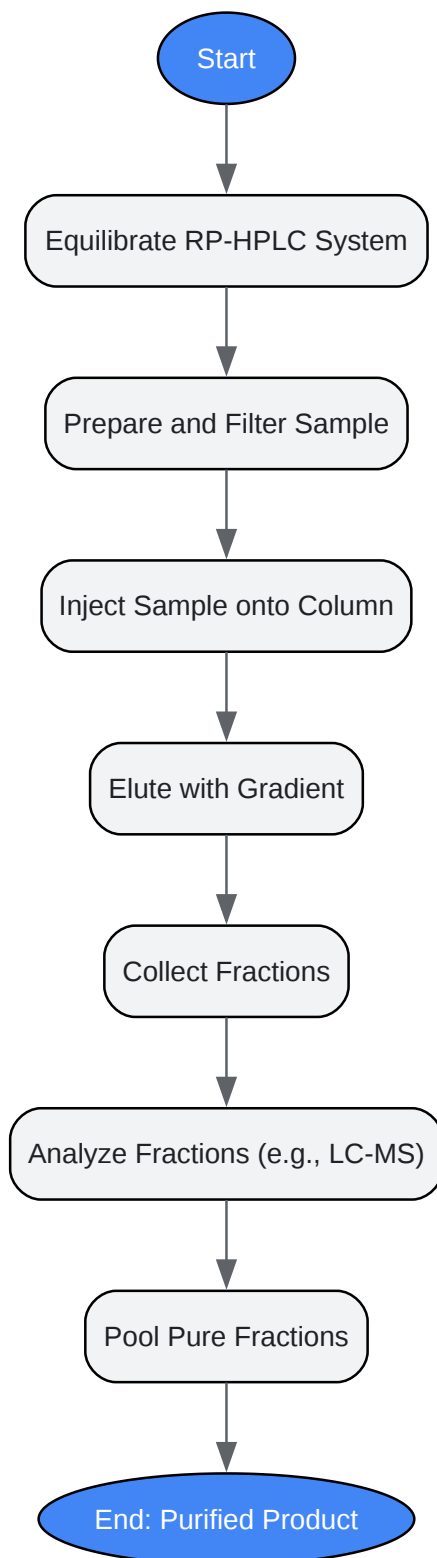 Start
Equilibrate RP-HPLC System
Prepare and Filter Sample
Inject Sample onto Column
Elute with Gradient
Collect Fractions
Analyze Fractions (e.g., LC-MS)
Pool Pure Fractions
End: Purified Product